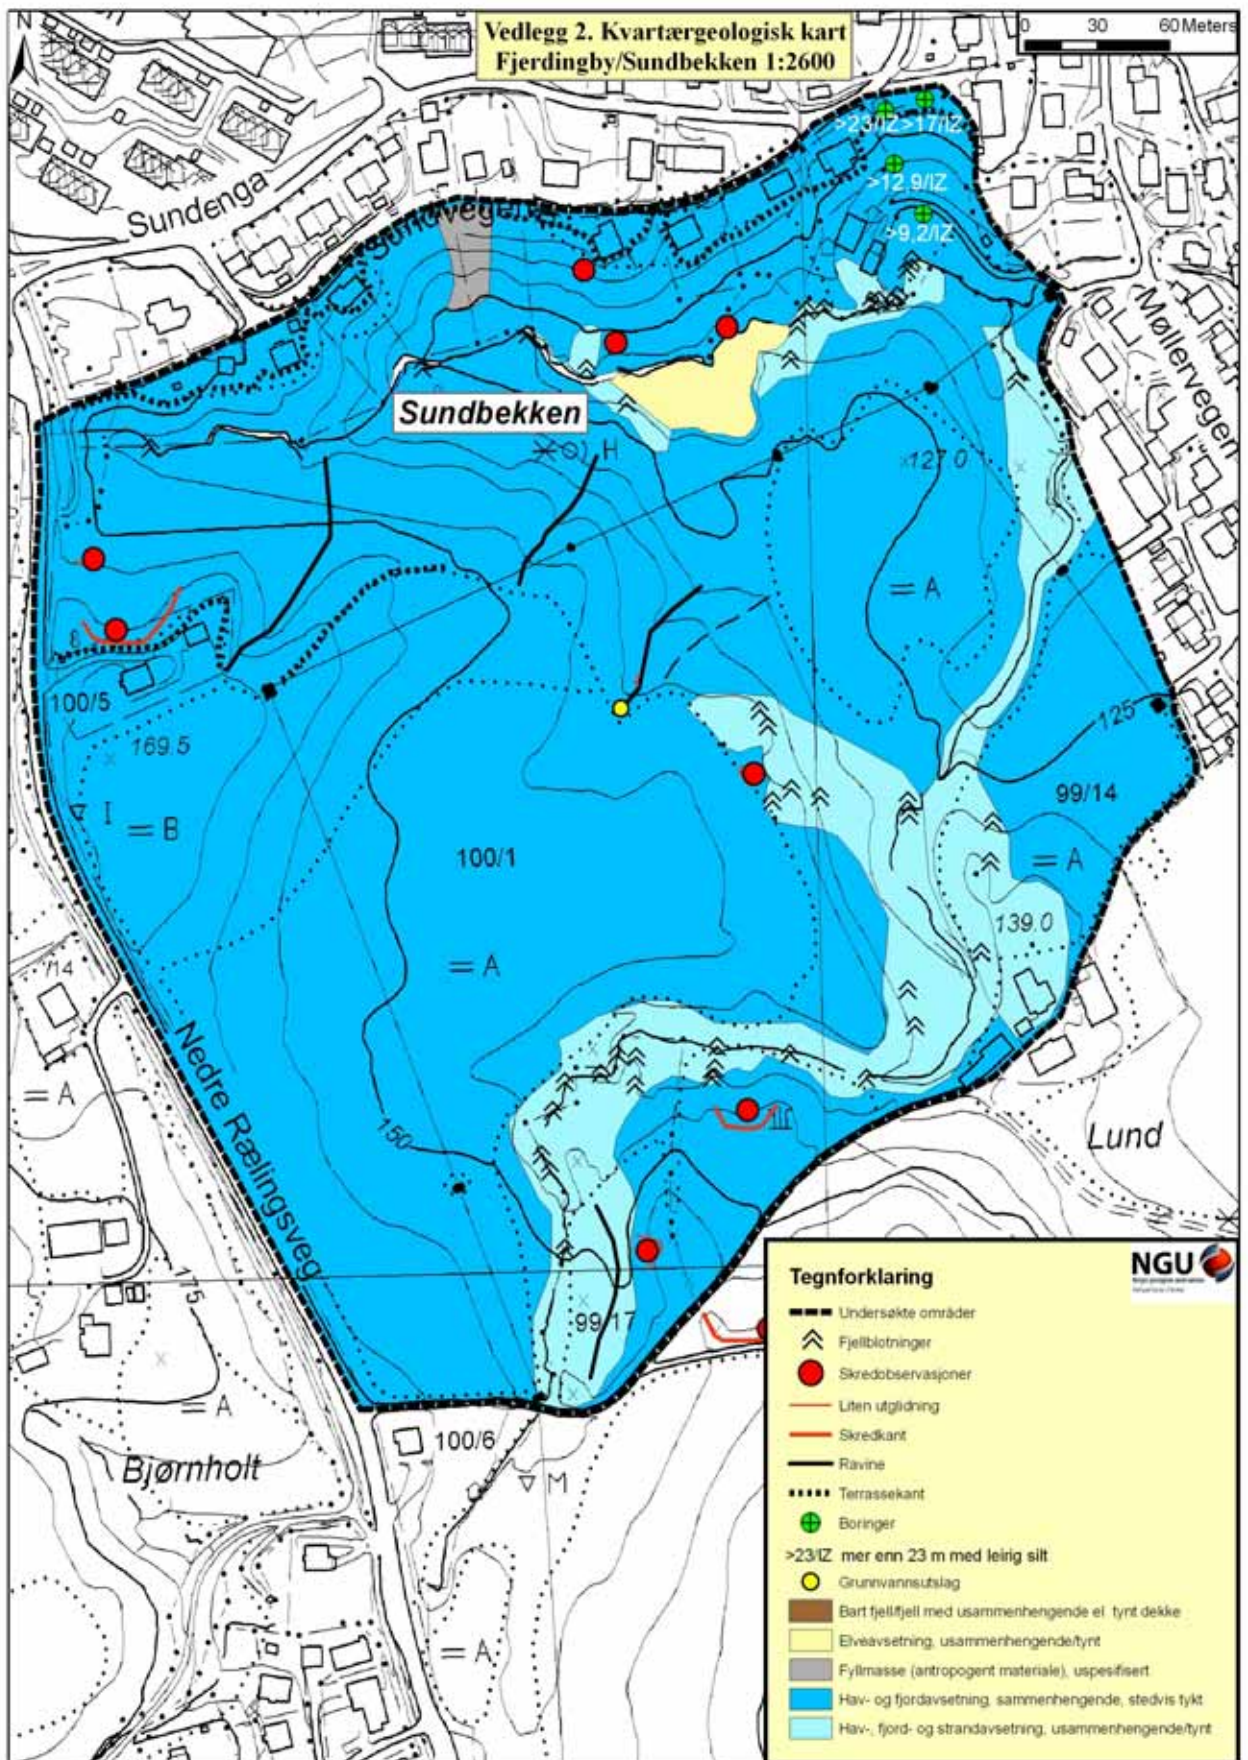 Vedlegg 2. Kvartærgeologisk kart
Fjerdingby/Sundbekken 1:2600
N
0 30 60 Meters
Sundenga
>23/IZ >17/IZ
>12,9/IZ
>9,2/IZ
Møllervegen
Sundbekken
H
127.0
= A
100/5
169.5
125
99/14
I = B
100/1
= A
139.0
= A
714
= A
Nedre Rælingsveg
150
Lund
175
99/17
= A
100/6
Bjørnholt
M
= A
Tegnforklaring
NGU
Undersøkte områder
Fjellblotninger
Skredobservasjoner
Liten utglidning
Skredkant
Ravine
Terrassekant
Boringer
>23/IZ mer enn 23 m med leirig silt
Grunnvannsutslag
Bart fjell/fjell med usammenhengende el. tynt dekke
Elveavsetning, usammenhengende/tynt
Fyllmasse (antropogent materiale), uspesifisert
Hav- og fjordavsetning, sammenhengende, stedvis tykt
Hav-, fjord- og strandavsetning, usammenhengende/tynt